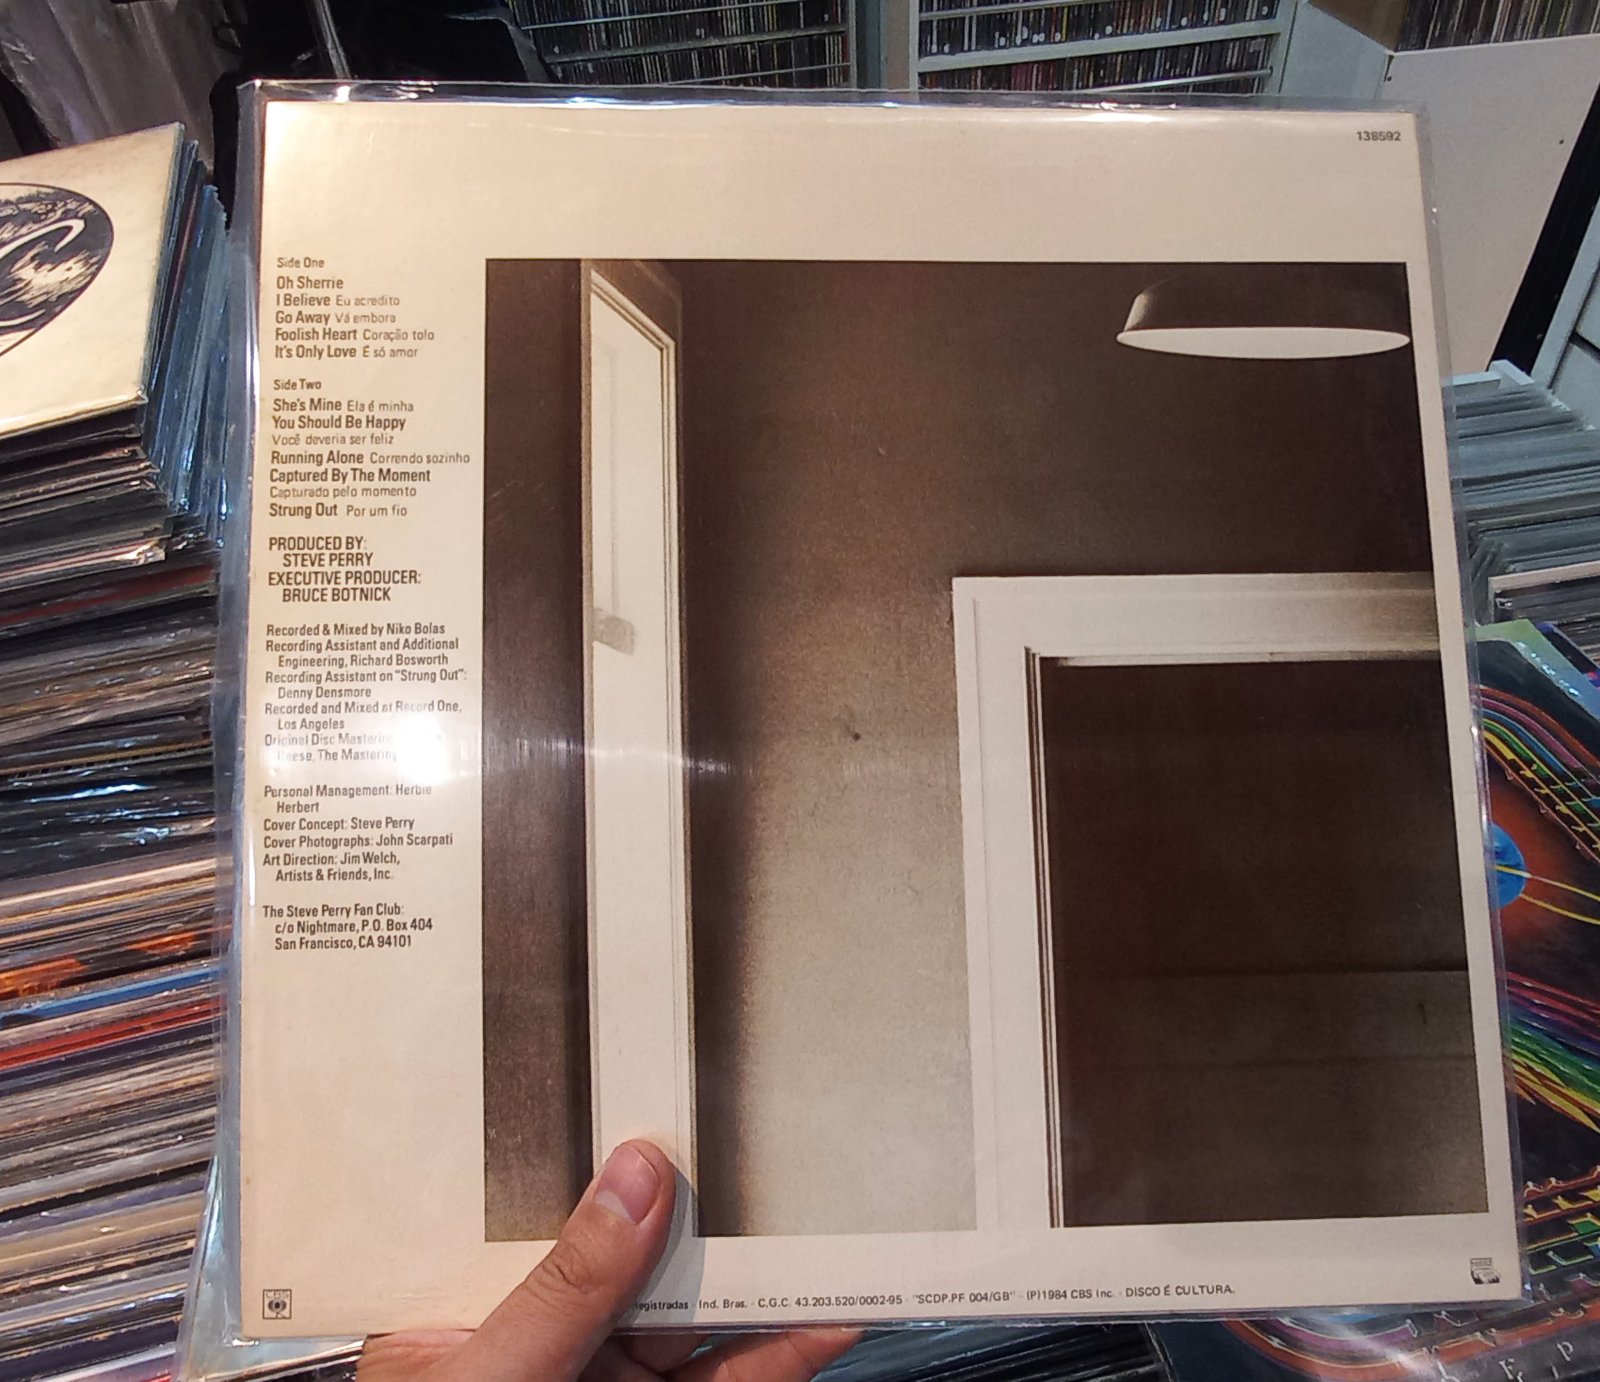 138592
Side One
Oh Sherrie
I Believe Eu acredito
Go Away Vá embora
Foolish Heart Coração tolo
It's Only Love É só amor
Side Two
She's Mine Ela é minha
You Should Be Happy
Você deveria ser feliz
Running Alone Correndo sozinho
Captured By The Moment
Capturado pelo momento
Strung Out Por um fio
PRODUCED BY:
STEVE PERRY
EXECUTIVE PRODUCER:
BRUCE BOTNICK
Recorded & Mixed by Niko Bolas
Recording Assistant and Additional
Engineering, Richard Bosworth
Recording Assistant on "Strung Out":
Denny Densmore
Recorded and Mixed at Record One,
Los Angeles
Original Disc Mastering
Reese, The Mastering
Personal Management: Herbie
Herbert
Cover Concept: Steve Perry
Cover Photographs: John Scarpati
Art Direction: Jim Welch,
Artists & Friends, Inc.
The Steve Perry Fan Club:
c/o Nightmare, P.O. Box 404
San Francisco, CA 94101
CBS
Registradas - Ind. Bras. - C.G.C. 43.203.520/0002-95 - "SCDP.PF 004/GB" - (P)1984 CBS Inc. - DISCO É CULTURA.